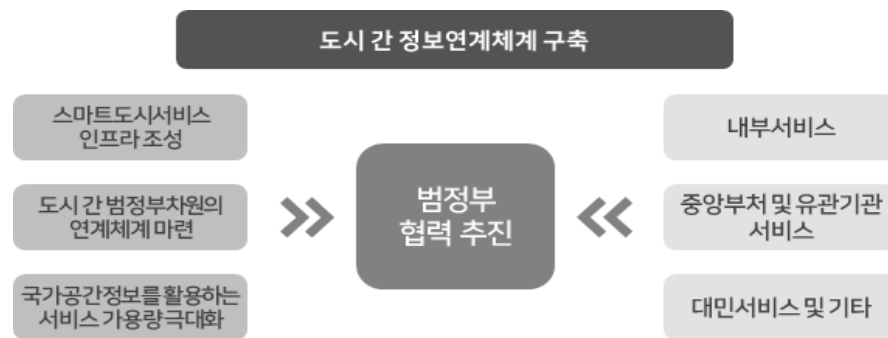 도시 간 정보연계체계 구축
스마트도시서비스
인프라 조성
도시 간 범정부차원의
연계체계 마련
국가공간정보를 활용하는
서비스 가용량 극대화
범정부
협력 추진
내부서비스
중앙부처 및 유관기관
서비스
대민서비스 및 기타